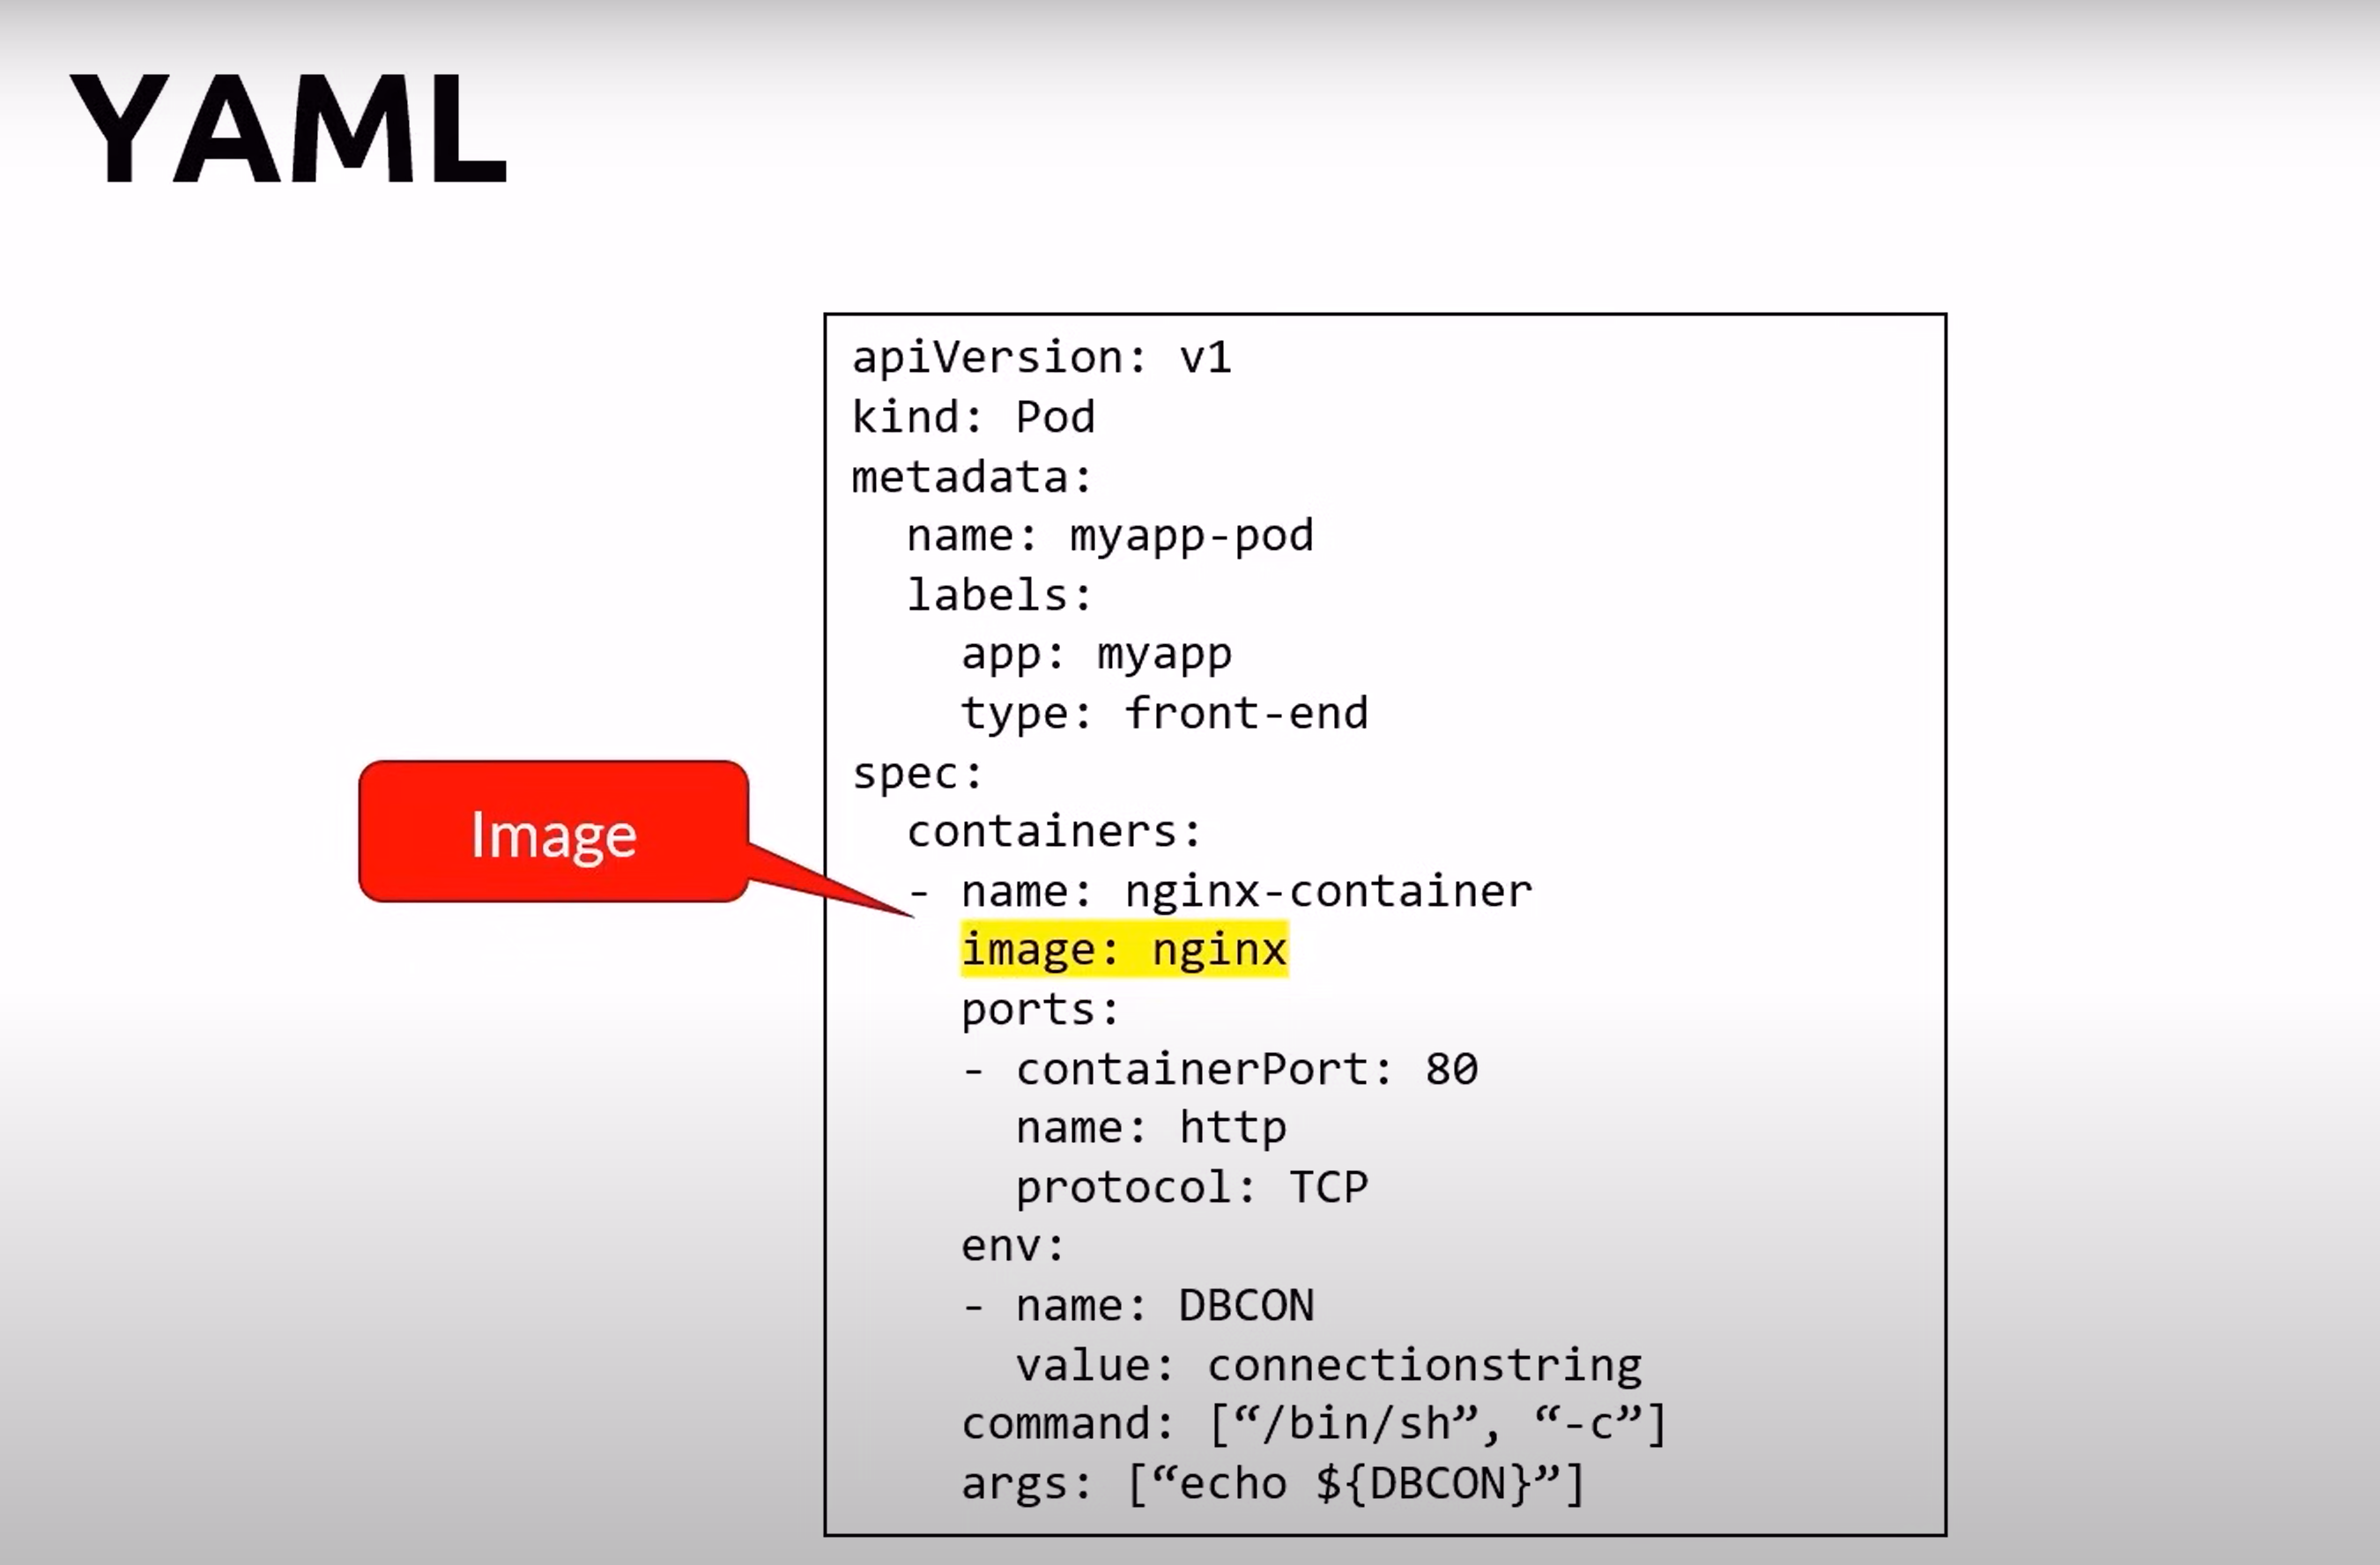 YAML
apiVersion: v1
kind: Pod
metadata:
  name: myapp-pod
  labels:
    app: myapp
    type: front-end
spec:
  containers:
  - name: nginx-container
Image
    image: nginx
    ports:
    - containerPort: 80
      name: http
      protocol: TCP
    env:
    - name: DBCON
      value: connectionstring
    command: [“/bin/sh”, “-c”]
    args: [“echo ${DBCON}”]